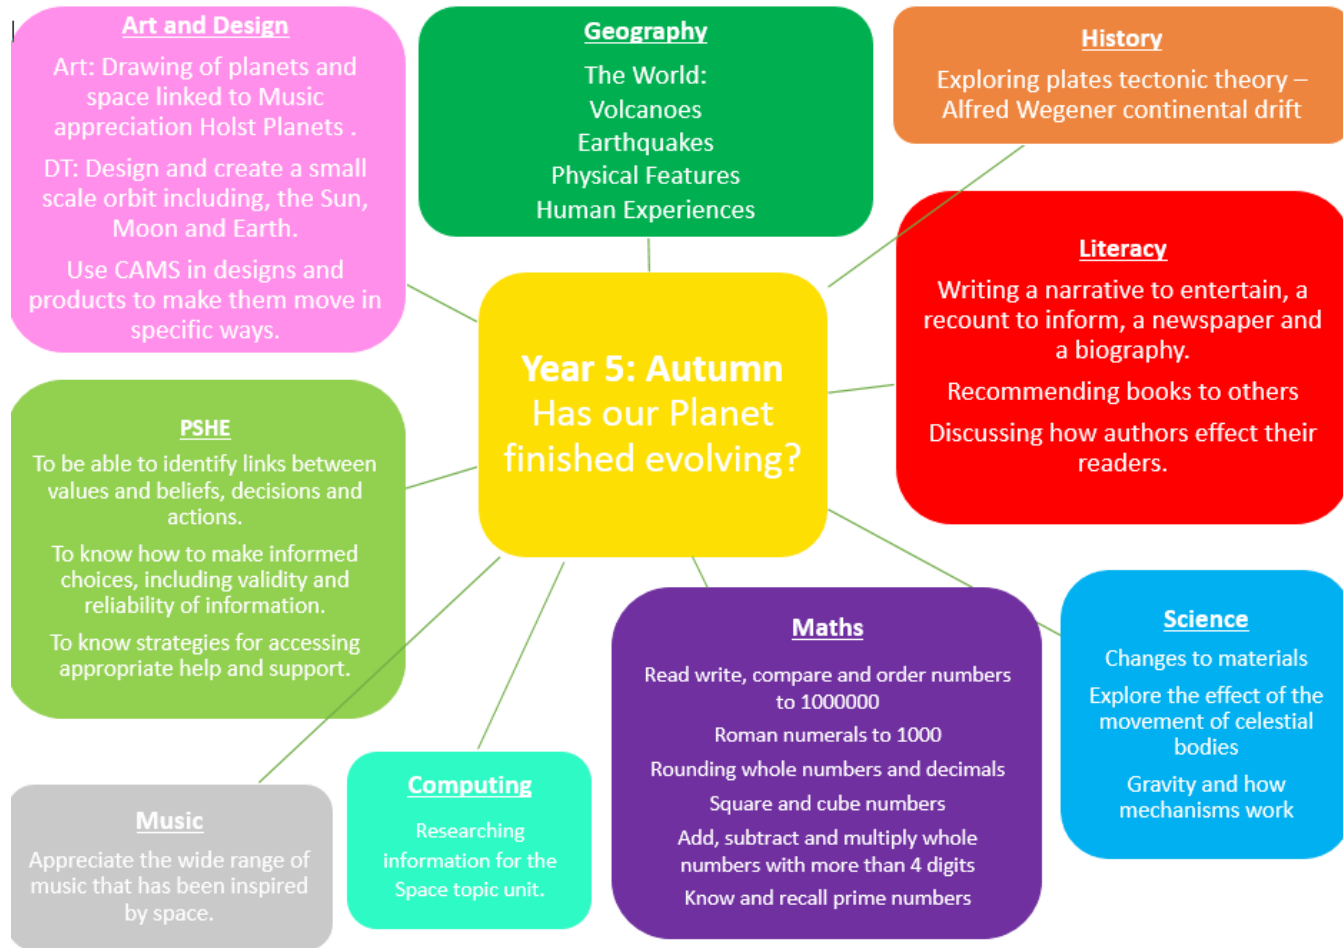 Art and Design
Art: Drawing of planets and
space linked to Music
appreciation Holst Planets .
DT: Design and create a small
scale orbit including, the Sun,
Moon and Earth.
Use CAMS in designs and
products to make them move in
specific ways.
Geography
The World:
Volcanoes
Earthquakes
Physical Features
Human Experiences
History
Exploring plates tectonic theory –
Alfred Wegener continental drift
Literacy
Writing a narrative to entertain, a
recount to inform, a newspaper and
a biography.
Recommending books to others
Discussing how authors effect their
readers.
Year 5: Autumn
Has our Planet
finished evolving?
PSHE
To be able to identify links between
values and beliefs, decisions and
actions.
To know how to make informed
choices, including validity and
reliability of information.
To know strategies for accessing
appropriate help and support.
Maths
Read write, compare and order numbers
to 1000000
Roman numerals to 1000
Rounding whole numbers and decimals
Square and cube numbers
Add, subtract and multiply whole
numbers with more than 4 digits
Know and recall prime numbers
Science
Changes to materials
Explore the effect of the
movement of celestial
bodies
Gravity and how
mechanisms work
Music
Appreciate the wide range of
music that has been inspired
by space.
Computing
Researching
information for the
Space topic unit.